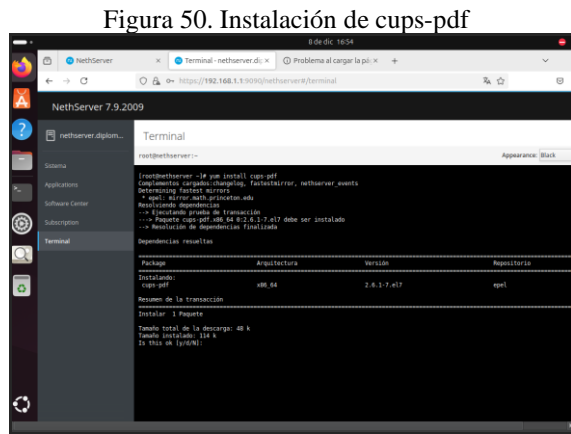 Figura 50. Instalación de cups-pdf
8 de dic 16:54
NethServer
Terminal - nethserver.dip
Problema al cargar la pá
https://192.168.1.1:9090/nethserver#/terminal
NethServer 7.9.2009
nethserver.diplom...
Terminal
root@nethserver:~
Appearance: Black
Sistema
Applications
Software Center
Subscription
Terminal
[root@nethserver ~]# yum install cups-pdf
Complementos cargados:changelog, fastestmirror, nethserver_events
Determining fastest mirrors
* epel: mirror.math.princeton.edu
Resolviendo dependencias
--> Ejecutando prueba de transacción
---> Paquete cups-pdf.x86_64 0:2.6.1-7.el7 debe ser instalado
--> Resolución de dependencias finalizada
Dependencias resueltas
Package Arquitectura Versión Repositorio
Instalando:
cups-pdf x86_64 2.6.1-7.el7 epel
Resumen de la transacción
Instalar 1 Paquete
Tamaño total de la descarga: 48 k
Tamaño instalado: 114 k
Is this ok [y/d/N]: